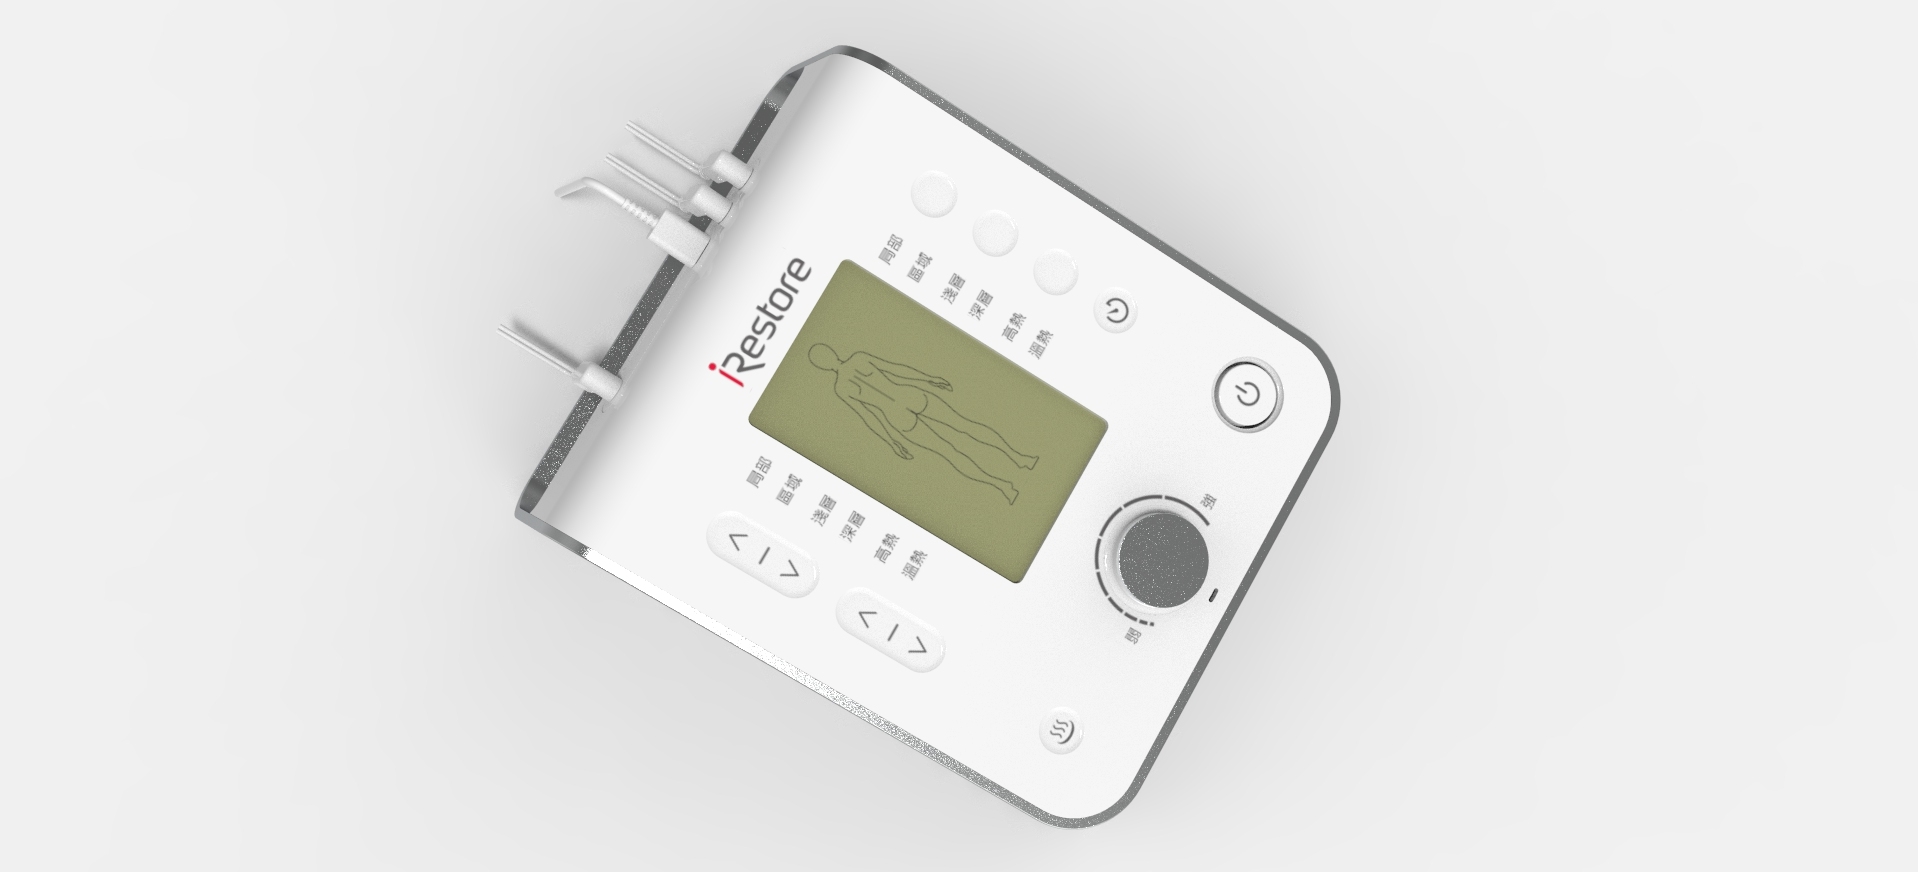 iRestore
局部
區域
淺層
深層
高熱
溫熱
局部
區域
淺層
深層
高熱
溫熱
弱
強